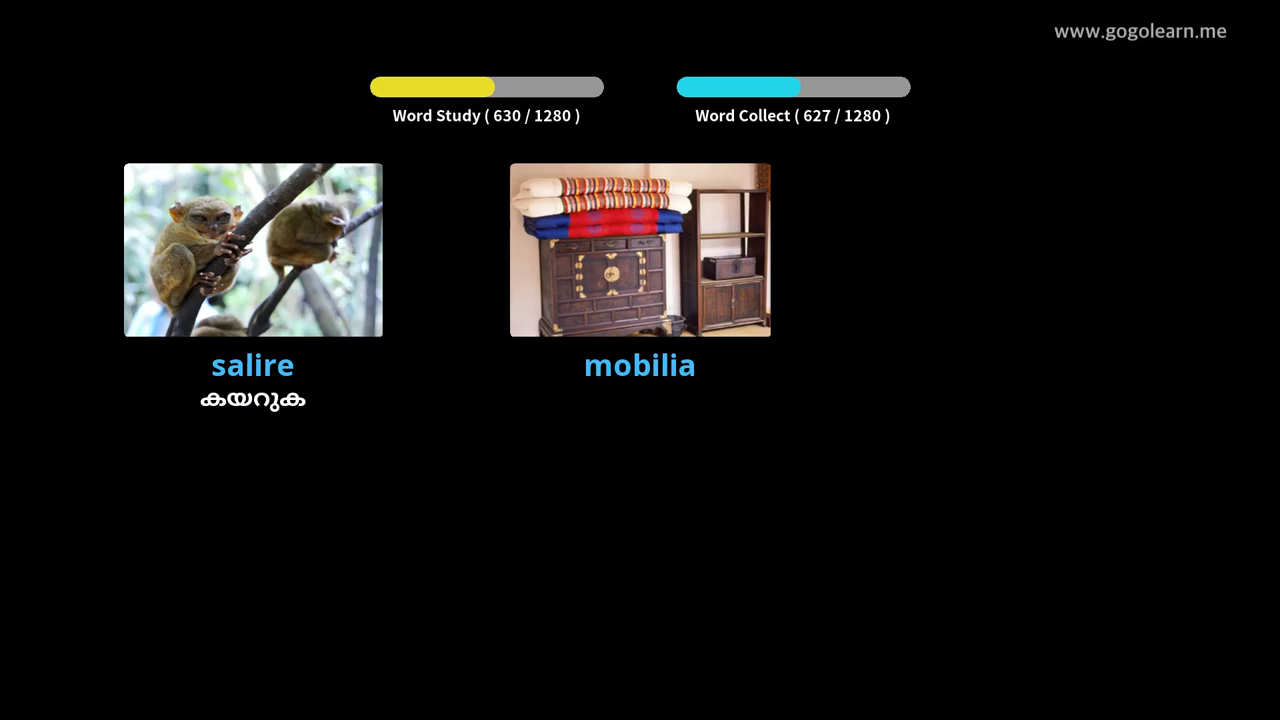 www.gogolearn.me
Word Study ( 630 / 1280 )
Word Collect ( 627 / 1280 )
salire
കയറുക
mobilia